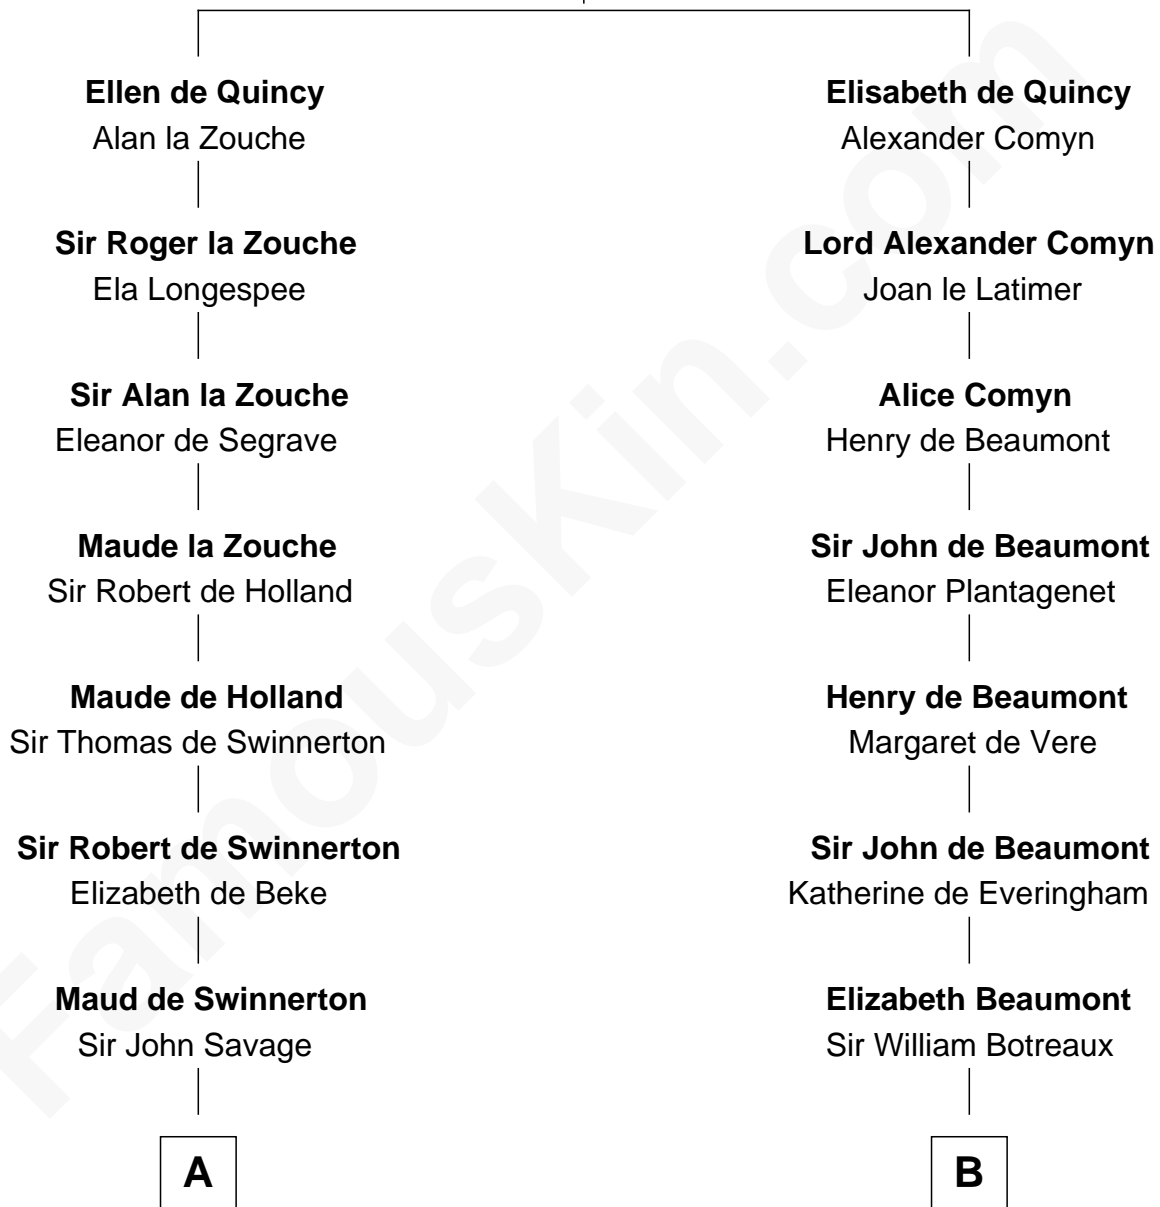 Ellen de Quincy
Alan la Zouche
Sir Roger la Zouche
Ela Longespee
Sir Alan la Zouche
Eleanor de Segrave
Maude la Zouche
Sir Robert de Holland
Maude de Holland
Sir Thomas de Swinnerton
Sir Robert de Swinnerton
Elizabeth de Beke
Maud de Swinnerton
Sir John Savage
A
Elisabeth de Quincy
Alexander Comyn
Lord Alexander Comyn
Joan le Latimer
Alice Comyn
Henry de Beaumont
Sir John de Beaumont
Eleanor Plantagenet
Henry de Beaumont
Margaret de Vere
Sir John de Beaumont
Katherine de Everingham
Elizabeth Beaumont
Sir William Botreaux
B
FamousKin.com